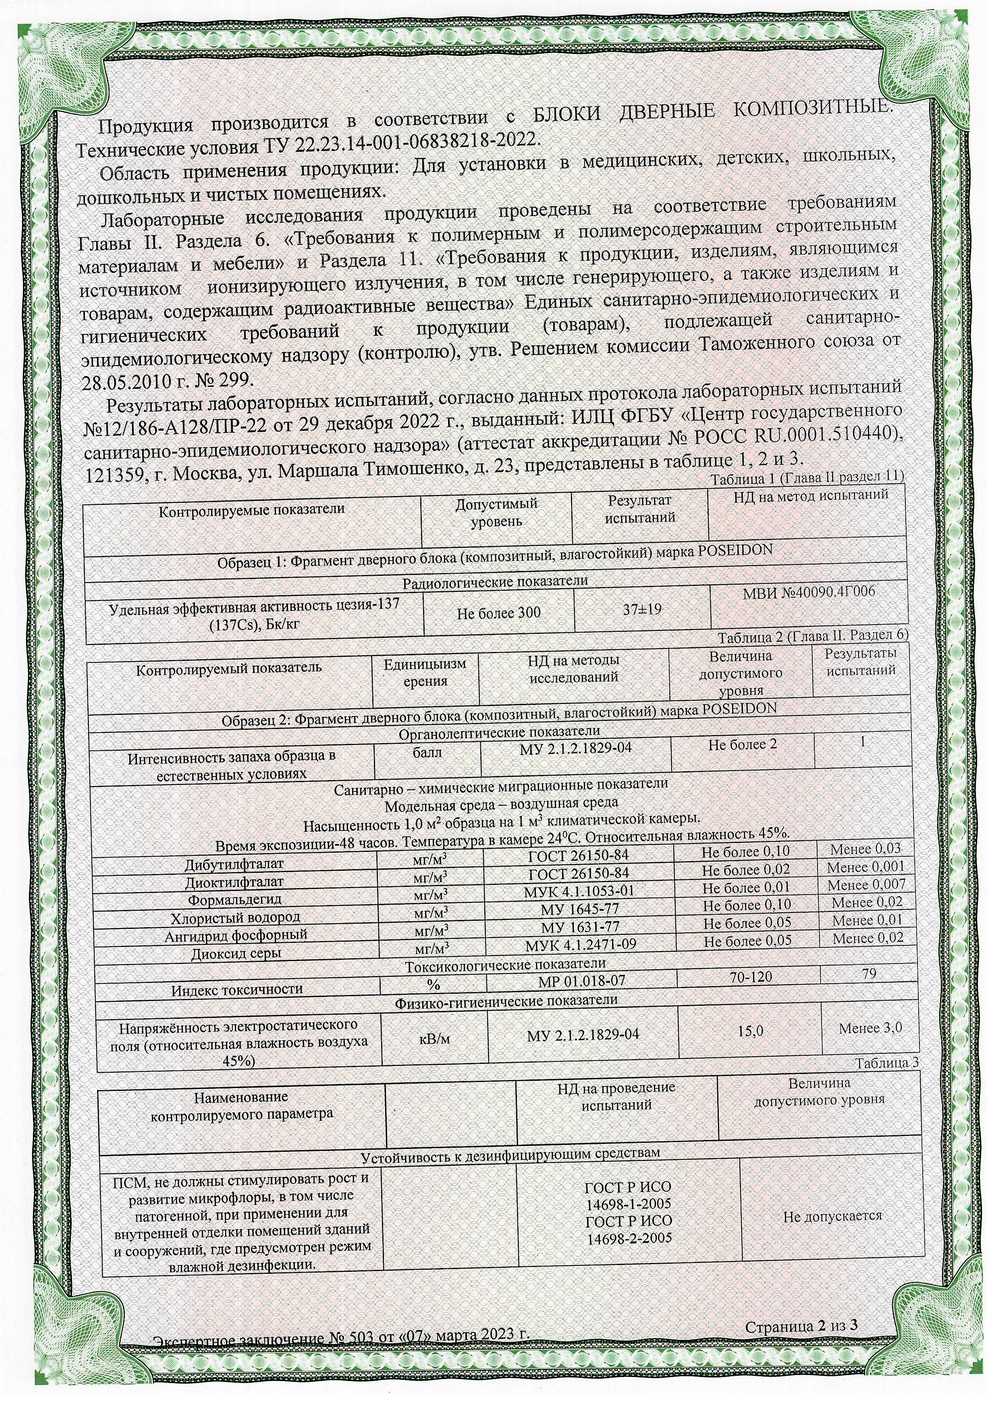 Продукция производится в соответствии с БЛОКИ ДВЕРНЫЕ КОМПОЗИТНЫЕ.
Технические условия ТУ 22.23.14-001-06838218-2022.
Область применения продукции: Для установки в медицинских, детских, школьных,
дошкольных и чистых помещениях.
Лабораторные исследования продукции проведены на соответствие требованиям
Главы II. Раздела 6. «Требования к полимерным и полимерсодержащим строительным
материалам и мебели» и Раздела 11. «Требования к продукции, изделиям, являющимся
источником ионизирующего излучения, в том числе генерирующего, а также изделиям и
товарам, содержащим радиоактивные вещества» Единых санитарно-эпидемиологических и
гигиенических требований к продукции (товарам), подлежащей санитарно-
эпидемиологическому надзору (контролю), утв. Решением комиссии Таможенного союза от
28.05.2010 г. № 299.
Результаты лабораторных испытаний, согласно данных протокола лабораторных испытаний
№12/186-А128/ПР-22 от 29 декабря 2022 г., выданный: ИЛЦ ФГБУ «Центр государственного
санитарно-эпидемиологического надзора» (аттестат аккредитации № РОСС RU.0001.510440),
121359, г. Москва, ул. Маршала Тимошенко, д. 23, представлены в таблице 1, 2 и 3.
Таблица 1 (Глава II раздел 11)
Контролируемые показатели Допустимый уровень Результат испытаний НД на метод испытаний
Образец 1: Фрагмент дверного блока (композитный, влагостойкий) марка POSEIDON
Радиологические показатели
Удельная эффективная активность цезия-137 (137Cs), Бк/кг Не более 300 37±19 МВИ №40090.4Г006
Таблица 2 (Глава II. Раздел 6)
Контролируемый показатель Единицыизм ерения НД на методы исследований Величина допустимого уровня Результаты испытаний
Образец 2: Фрагмент дверного блока (композитный, влагостойкий) марка POSEIDON
Органолептические показатели
Интенсивность запаха образца в естественных условиях балл МУ 2.1.2.1829-04 Не более 2 1
Санитарно – химические миграционные показатели
Модельная среда – воздушная среда
Насыщенность 1,0 м² образца на 1 м³ климатической камеры.
Время экспозиции-48 часов. Температура в камере 24⁰С. Относительная влажность 45%.
Дибутилфталат мг/м³ ГОСТ 26150-84 Не более 0,10 Менее 0,03
Диоктилфталат мг/м³ ГОСТ 26150-84 Не более 0,02 Менее 0,001
Формальдегид мг/м³ МУК 4.1.1053-01 Не более 0,01 Менее 0,007
Хлористый водород мг/м³ МУ 1645-77 Не более 0,10 Менее 0,02
Ангидрид фосфорный мг/м³ МУ 1631-77 Не более 0,05 Менее 0,01
Диоксид серы мг/м³ МУК 4.1.2471-09 Не более 0,05 Менее 0,02
Токсикологические показатели
Индекс токсичности % МР 01.018-07 70-120 79
Физико-гигиенические показатели
Напряжённость электростатического поля (относительная влажность воздуха 45%) кВ/м МУ 2.1.2.1829-04 15,0 Менее 3,0
Таблица 3
Наименование контролируемого параметра НД на проведение испытаний Величина допустимого уровня
Устойчивость к дезинфицирующим средствам
ПСМ, не должны стимулировать рост и
развитие микрофлоры, в том числе
патогенной, при применении для
внутренней отделки помещений зданий
и сооружений, где предусмотрен режим
влажной дезинфекции.
ГОСТ Р ИСО
14698-1-2005
ГОСТ Р ИСО
14698-2-2005
Не допускается
Экспертное заключение № 503 от «07» марта 2023 г.
Страница 2 из 3